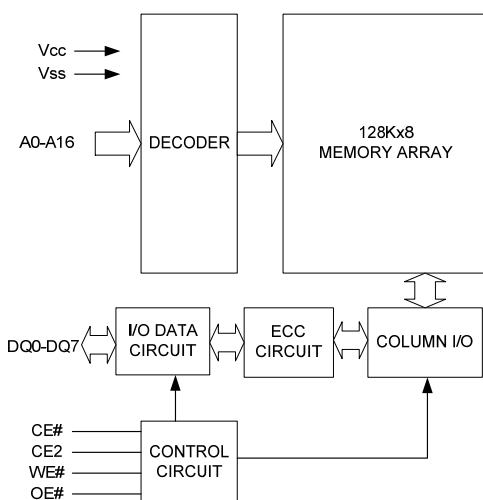 Vcc
Vss
A0-A16
DECODER
128Kx8
MEMORY ARRAY
DQ0-DQ7
I/O DATA
CIRCUIT
ECC
CIRCUIT
COLUMN I/O
CE#
CE2
WE#
OE#
CONTROL
CIRCUIT